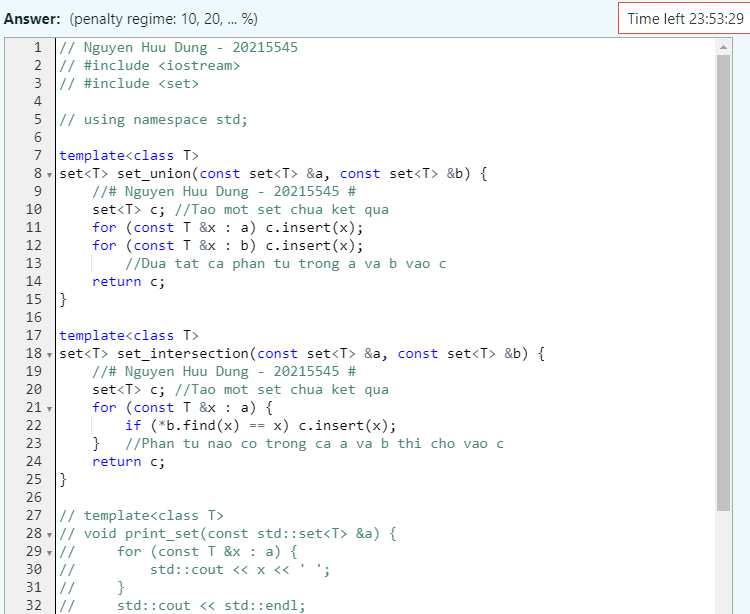 Answer: (penalty regime: 10, 20, ... %)
Time left 23:53:29
1 // Nguyen Huu Dung - 20215545
2 // #include <iostream>
3 // #include <set>
4
5 // using namespace std;
6
7 template<class T>
8 set<T> set_union(const set<T> &a, const set<T> &b) {
9     //# Nguyen Huu Dung - 20215545 #
10     set<T> c; //Tao mot set chua ket qua
11     for (const T &x : a) c.insert(x);
12     for (const T &x : b) c.insert(x);
13         //Dua tat ca phan tu trong a va b vao c
14     return c;
15 }
16
17 template<class T>
18 set<T> set_intersection(const set<T> &a, const set<T> &b) {
19     //# Nguyen Huu Dung - 20215545 #
20     set<T> c; //Tao mot set chua ket qua
21     for (const T &x : a) {
22         if (*b.find(x) == x) c.insert(x);
23     }   //Phan tu nao co trong ca a va b thi cho vao c
24     return c;
25 }
26
27 // template<class T>
28 // void print_set(const std::set<T> &a) {
29 //     for (const T &x : a) {
30 //         std::cout << x << ' ';
31 //     }
32 //     std::cout << std::endl;